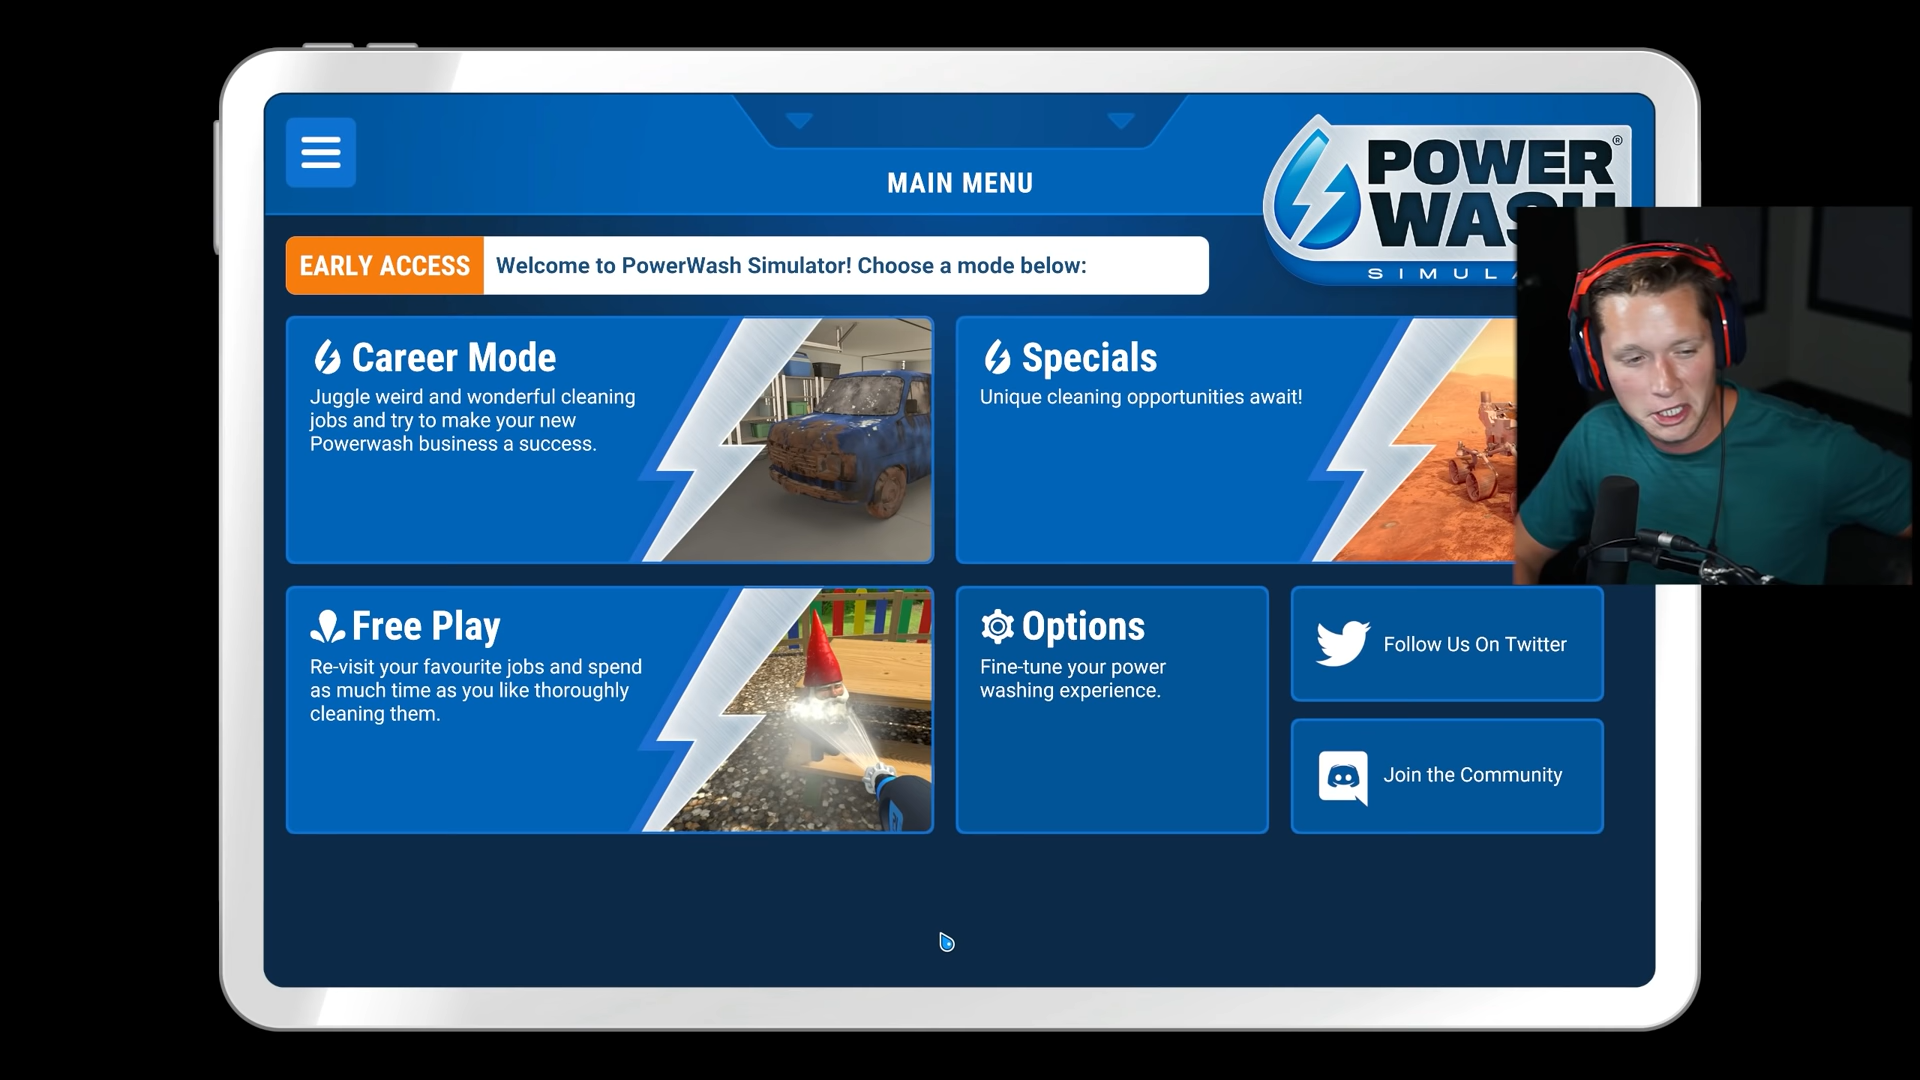 MAIN MENU
POWER®
WASH
SIMUL
EARLY ACCESS Welcome to PowerWash Simulator! Choose a mode below:
Career Mode
Juggle weird and wonderful cleaning
jobs and try to make your new
Powerwash business a success.
Specials
Unique cleaning opportunities await!
Free Play
Re-visit your favourite jobs and spend
as much time as you like thoroughly
cleaning them.
Options
Fine-tune your power
washing experience.
Follow Us On Twitter
Join the Community